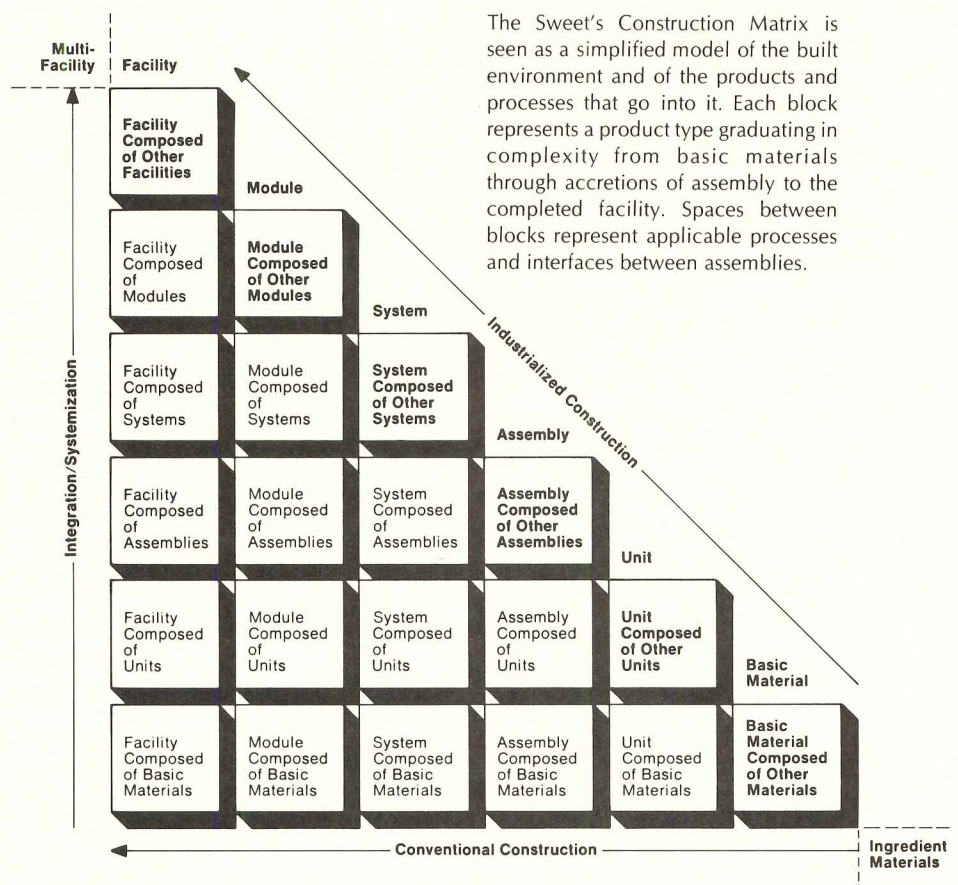 The Sweet's Construction Matrix is
seen as a simplified model of the built
environment and of the products and
processes that go into it. Each block
represents a product type graduating in
complexity from basic materials
through accretions of assembly to the
completed facility. Spaces between
blocks represent applicable processes
and interfaces between assemblies.
Multi-
Facility
Facility
Facility
Composed
of Other
Facilities
Module
Facility
Composed
of
Modules
Module
Composed
of Other
Modules
System
Facility
Composed
of
Systems
Module
Composed
of
Systems
System
Composed
of Other
Systems
Assembly
Facility
Composed
of
Assemblies
Module
Composed
of
Assemblies
System
Composed
of
Assemblies
Assembly
Composed
of Other
Assemblies
Unit
Facility
Composed
of
Units
Module
Composed
of
Units
System
Composed
of
Units
Assembly
Composed
of
Units
Unit
Composed
of Other
Units
Basic
Material
Facility
Composed
of Basic
Materials
Module
Composed
of Basic
Materials
System
Composed
of Basic
Materials
Assembly
Composed
of Basic
Materials
Unit
Composed
of Basic
Materials
Basic
Material
Composed
of Other
Materials
Integration/Systemization
Industrialized Construction
Conventional Construction
Ingredient
Materials